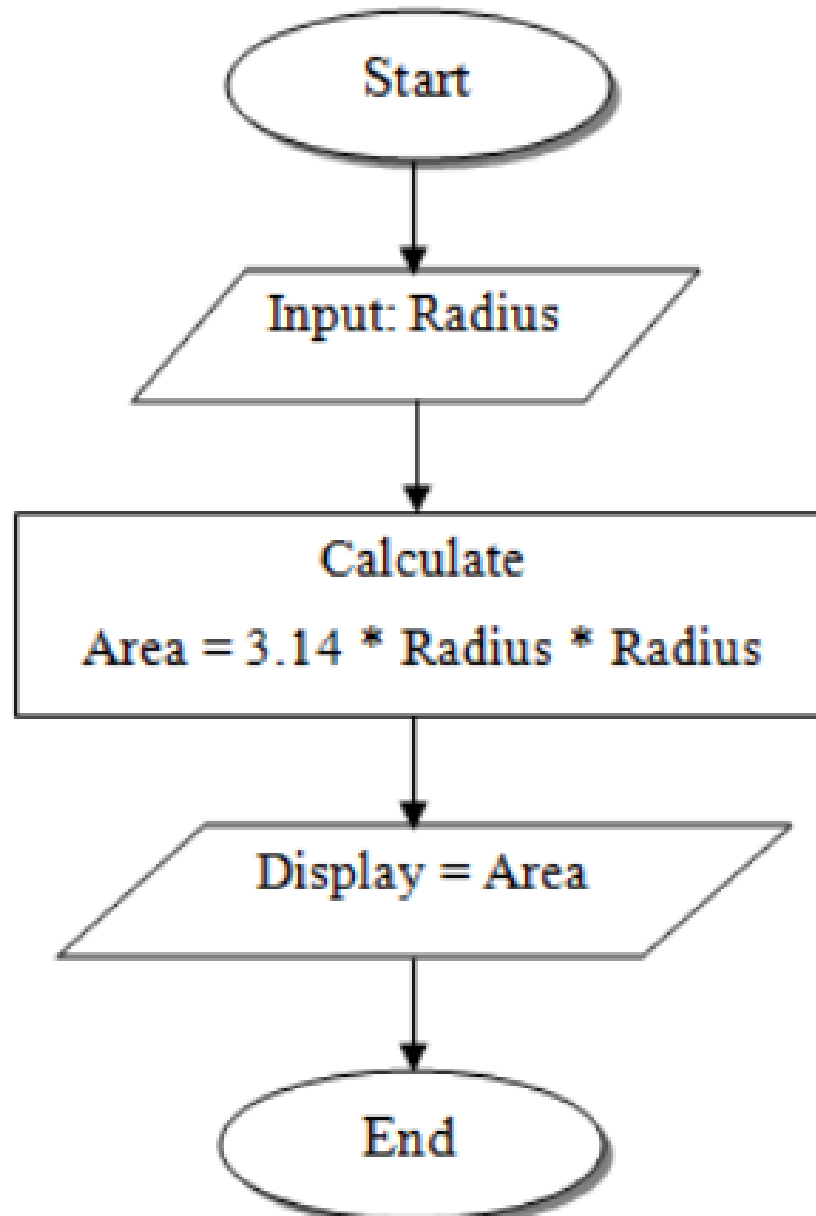 Start
Input: Radius
Calculate
Area = 3.14 * Radius * Radius
Display = Area
End